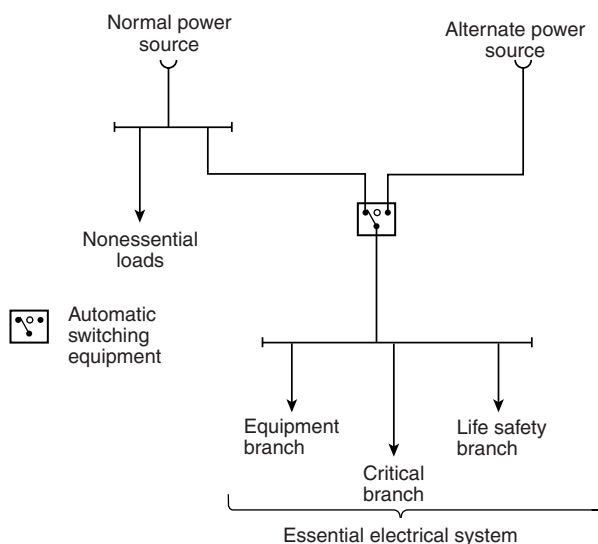 Normal power
source
Alternate power
source
Nonessential
loads
Automatic
switching
equipment
Equipment
branch
Critical
branch
Life safety
branch
Essential electrical system